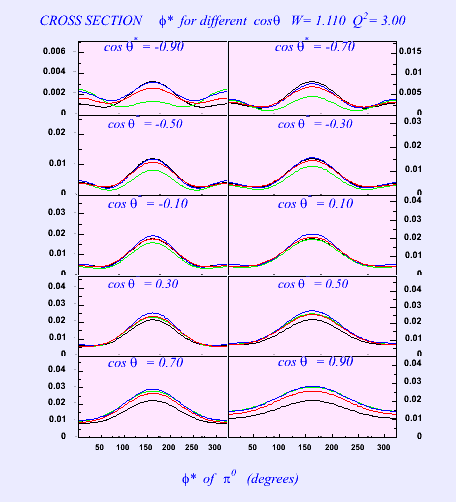 CROSS SECTION ϕ* for different cosθ W= 1.110 Q²= 3.00
cos θ* = -0.90 cos θ* = -0.70
0.006 0.015
0.004 0.010
0.002 0.005
0 0
cos θ = -0.50 cos θ = -0.30
0.02 0.03
0.02
0.01 0.01
0 0
cos θ = -0.10 cos θ = 0.10
0.03 0.04
0.03
0.02 0.02
0.01 0.01
0 0
cos θ = 0.30 cos θ = 0.50
0.04 0.04
0.03 0.03
0.02 0.02
0.01 0.01
0 0
cos θ = 0.70 cos θ = 0.90
0.04 0.04
0.03 0.03
0.02 0.02
0.01 0.01
0 0
50 100 150 200 250 300 50 100 150 200 250 300
ϕ* of π⁰ (degrees)